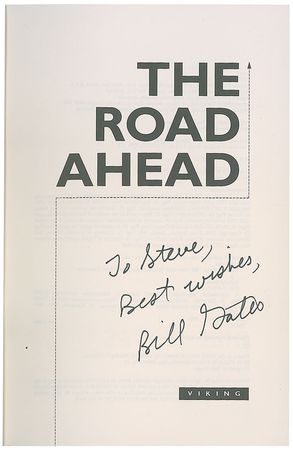 THE
ROAD
AHEAD
To Steve,
Best wishes,
Bill Gates
VIKING